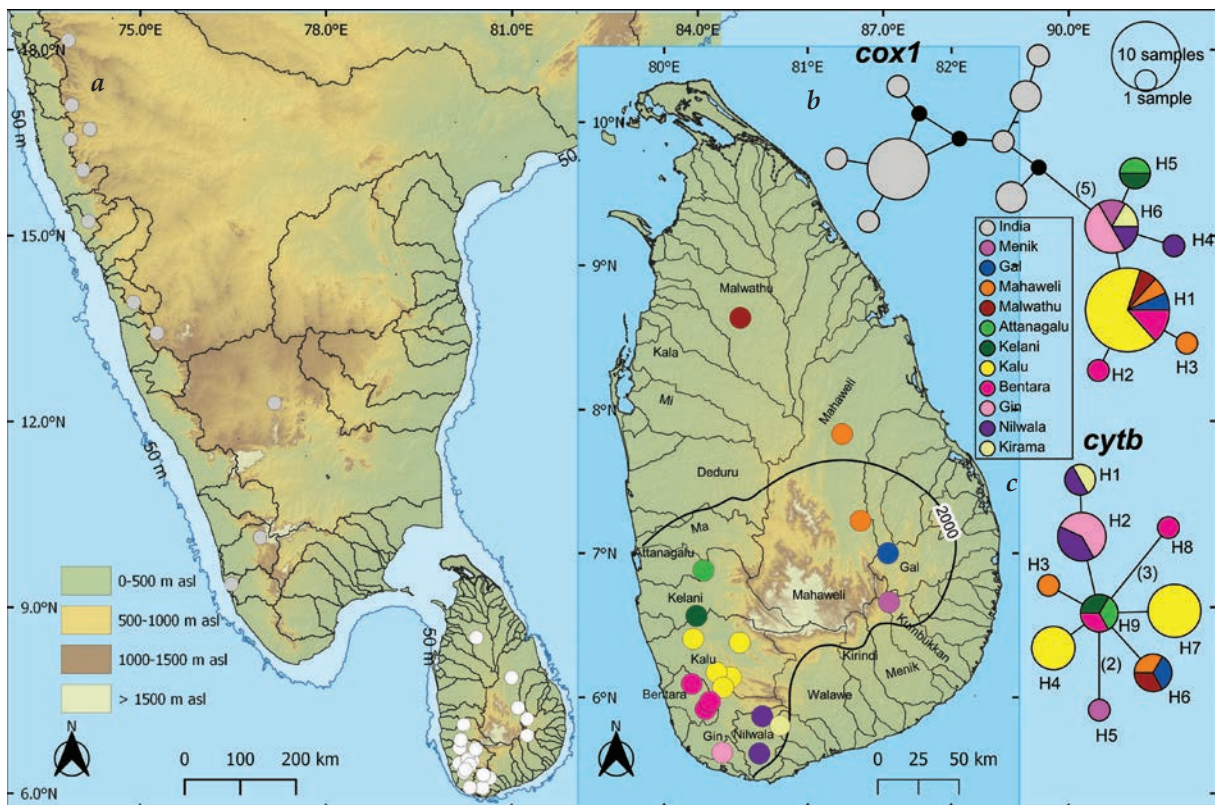 75.0°E
78.0°E
81.0°E
84.0°E
87.0°E
90.0°E
18.0°N
15.0°N
12.0°N
9.0°N
6.0°N
a
50 m
50
50 m
50 m
0-500 m asl
500-1000 m asl
1000-1500 m asl
> 1500 m asl
N
0 100 200 km
80°E
81°E
82°E
10°N
9°N
8°N
7°N
6°N
b
Malwathu
Kala
Mi
Mahaweli
Deduru
Ma
Attanagalu
Kelani
Mahaweli
Gal
2000
Kumbukkan
Kirindi
Menik
Walawe
Kalu
Bentara
Gin
Nilwala
N
0 25 50 km
cox1
10 samples
1 sample
(5)
H5
H6
H4
H1
H3
H2
India
Menik
Gal
Mahaweli
Malwathu
Attanagalu
Kelani
Kalu
Bentara
Gin
Nilwala
Kirama
c
cytb
H1
H2
H8
H3
(3)
H9
H7
H4
(2)
H6
H5